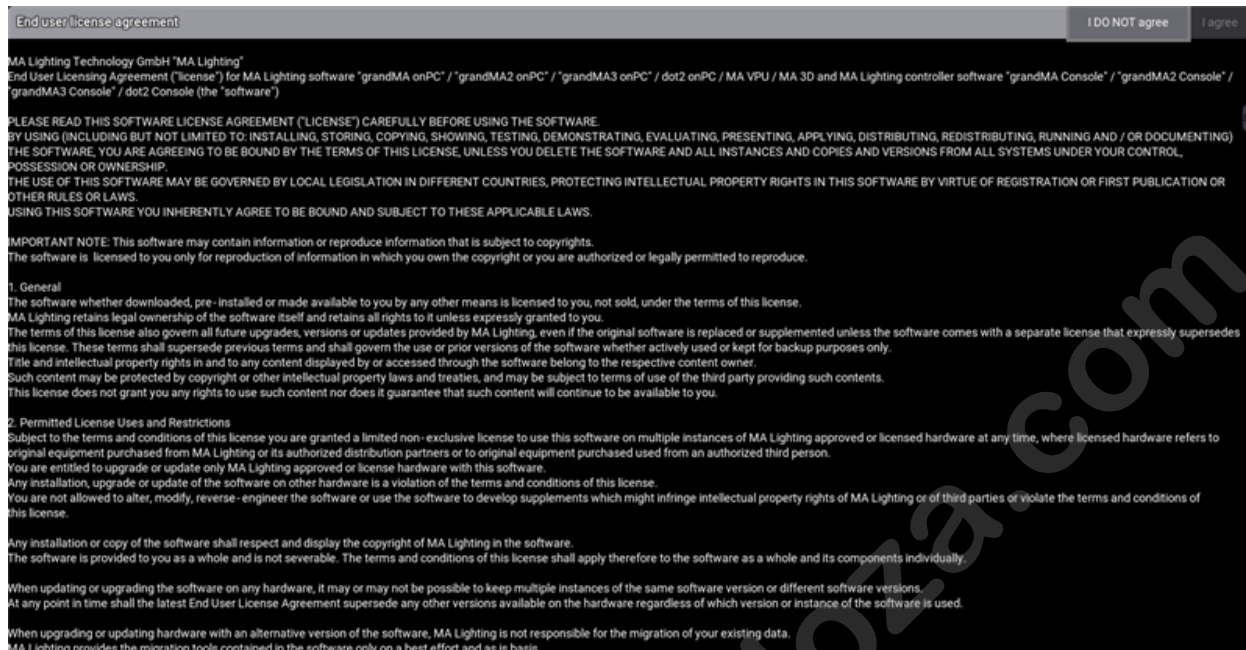 End user license agreement
I DO NOT agree
I agree
MA Lighting Technology GmbH "MA Lighting"
End User Licensing Agreement ("license") for MA Lighting software "grandMA onPC" / "grandMA2 onPC" / "grandMA3 onPC" / dot2 onPC / MA VPU / MA 3D and MA Lighting controller software "grandMA Console" / "grandMA2 Console" /
"grandMA3 Console" / dot2 Console (the "software")
PLEASE READ THIS SOFTWARE LICENSE AGREEMENT ("LICENSE") CAREFULLY BEFORE USING THE SOFTWARE.
BY USING (INCLUDING BUT NOT LIMITED TO: INSTALLING, STORING, COPYING, SHOWING, TESTING, DEMONSTRATING, EVALUATING, PRESENTING, APPLYING, DISTRIBUTING, REDISTRIBUTING, RUNNING AND / OR DOCUMENTING)
THE SOFTWARE, YOU ARE AGREEING TO BE BOUND BY THE TERMS OF THIS LICENSE, UNLESS YOU DELETE THE SOFTWARE AND ALL INSTANCES AND COPIES AND VERSIONS FROM ALL SYSTEMS UNDER YOUR CONTROL,
POSSESSION OR OWNERSHIP.
THE USE OF THIS SOFTWARE MAY BE GOVERNED BY LOCAL LEGISLATION IN DIFFERENT COUNTRIES, PROTECTING INTELLECTUAL PROPERTY RIGHTS IN THIS SOFTWARE BY VIRTUE OF REGISTRATION OR FIRST PUBLICATION OR
OTHER RULES OR LAWS.
USING THIS SOFTWARE YOU INHERENTLY AGREE TO BE BOUND AND SUBJECT TO THESE APPLICABLE LAWS.
IMPORTANT NOTE: This software may contain information or reproduce information that is subject to copyrights.
The software is licensed to you only for reproduction of information in which you own the copyright or you are authorized or legally permitted to reproduce.
1. General
The software whether downloaded, pre-installed or made available to you by any other means is licensed to you, not sold, under the terms of this license.
MA Lighting retains legal ownership of the software itself and retains all rights to it unless expressly granted to you.
The terms of this license also govern all future upgrades, versions or updates provided by MA Lighting, even if the original software is replaced or supplemented unless the software comes with a separate license that expressly supersedes
this license. These terms shall supersede previous terms and shall govern the use or prior versions of the software whether actively used or kept for backup purposes only.
Title and intellectual property rights in and to any content displayed by or accessed through the software belong to the respective content owner.
Such content may be protected by copyright or other intellectual property laws and treaties, and may be subject to terms of use of the third party providing such contents.
This license does not grant you any rights to use such content nor does it guarantee that such content will continue to be available to you.
2. Permitted License Uses and Restrictions
Subject to the terms and conditions of this license you are granted a limited non-exclusive license to use this software on multiple instances of MA Lighting approved or licensed hardware at any time, where licensed hardware refers to
original equipment purchased from MA Lighting or its authorized distribution partners or to original equipment purchased used from an authorized third person.
You are entitled to upgrade or update only MA Lighting approved or license hardware with this software.
Any installation, upgrade or update of the software on other hardware is a violation of the terms and conditions of this license.
You are not allowed to alter, modify, reverse-engineer the software or use the software to develop supplements which might infringe intellectual property rights of MA Lighting or of third parties or violate the terms and conditions of
this license.
Any installation or copy of the software shall respect and display the copyright of MA Lighting in the software.
The software is provided to you as a whole and is not severable. The terms and conditions of this license shall apply therefore to the software as a whole and its components individually.
When updating or upgrading the software on any hardware, it may or may not be possible to keep multiple instances of the same software version or different software versions.
At any point in time shall the latest End User License Agreement supersede any other versions available on the hardware regardless of which version or instance of the software is used.
When upgrading or updating hardware with an alternative version of the software, MA Lighting is not responsible for the migration of your existing data.
MA Lighting provides the migration tools contained in the software only on a best effort and as is basis.
oza.com